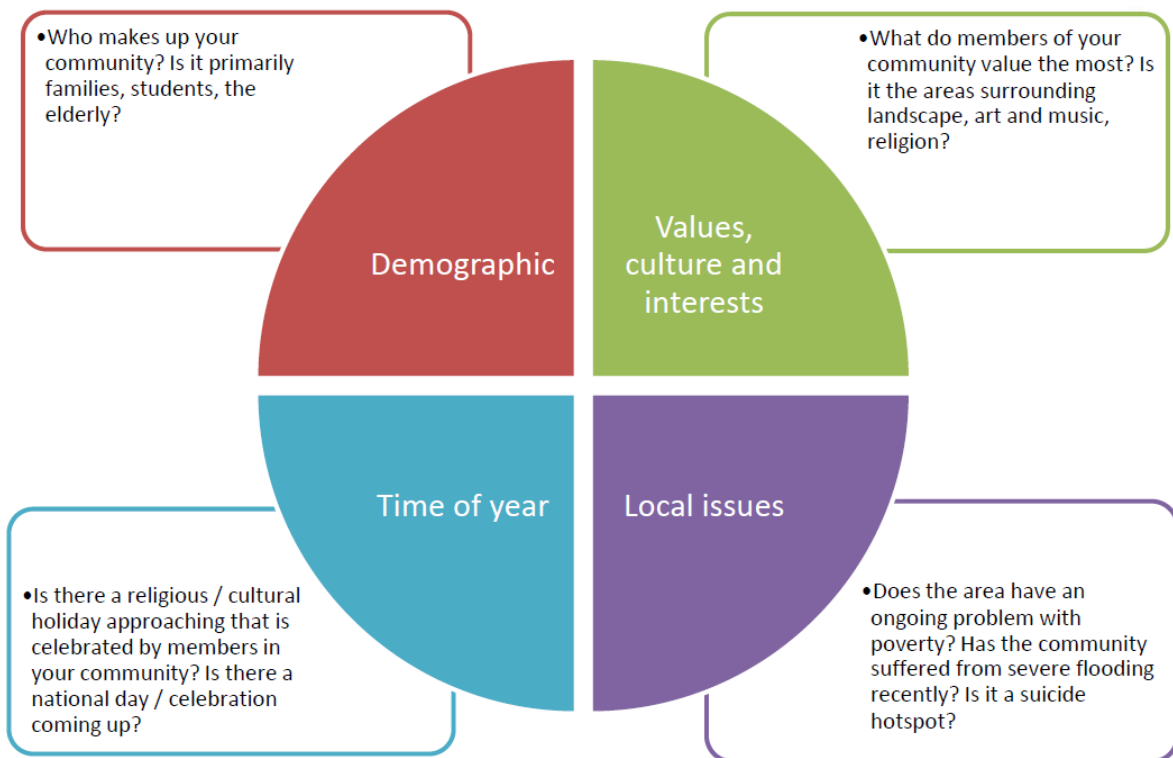 •Who makes up your
community? Is it primarily
families, students, the
elderly?
•What do members of your
community value the most? Is
it the areas surrounding
landscape, art and music,
religion?
Demographic
Values,
culture and
interests
Time of year
Local issues
•Is there a religious / cultural
holiday approaching that is
celebrated by members in
your community? Is there a
national day / celebration
coming up?
•Does the area have an
ongoing problem with
poverty? Has the community
suffered from severe flooding
recently? Is it a suicide
hotspot?